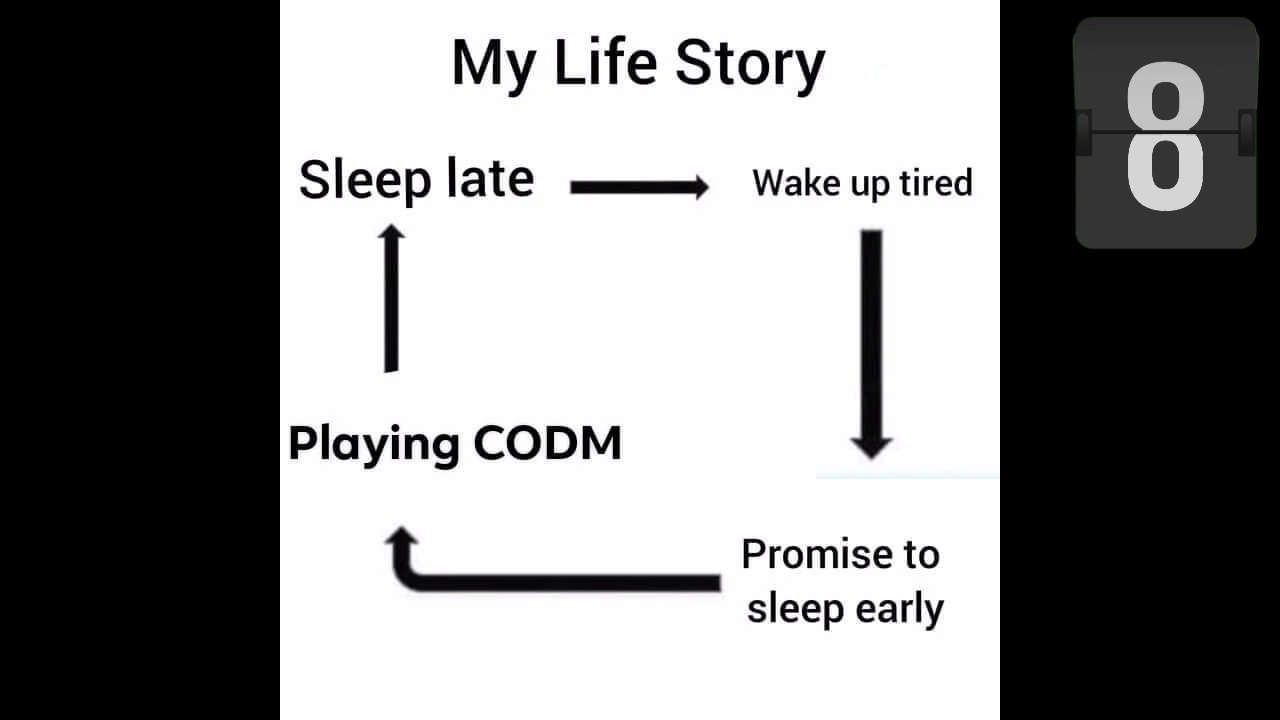 My Life Story
8
Sleep late
Wake up tired
Playing CODM
Promise to
sleep early